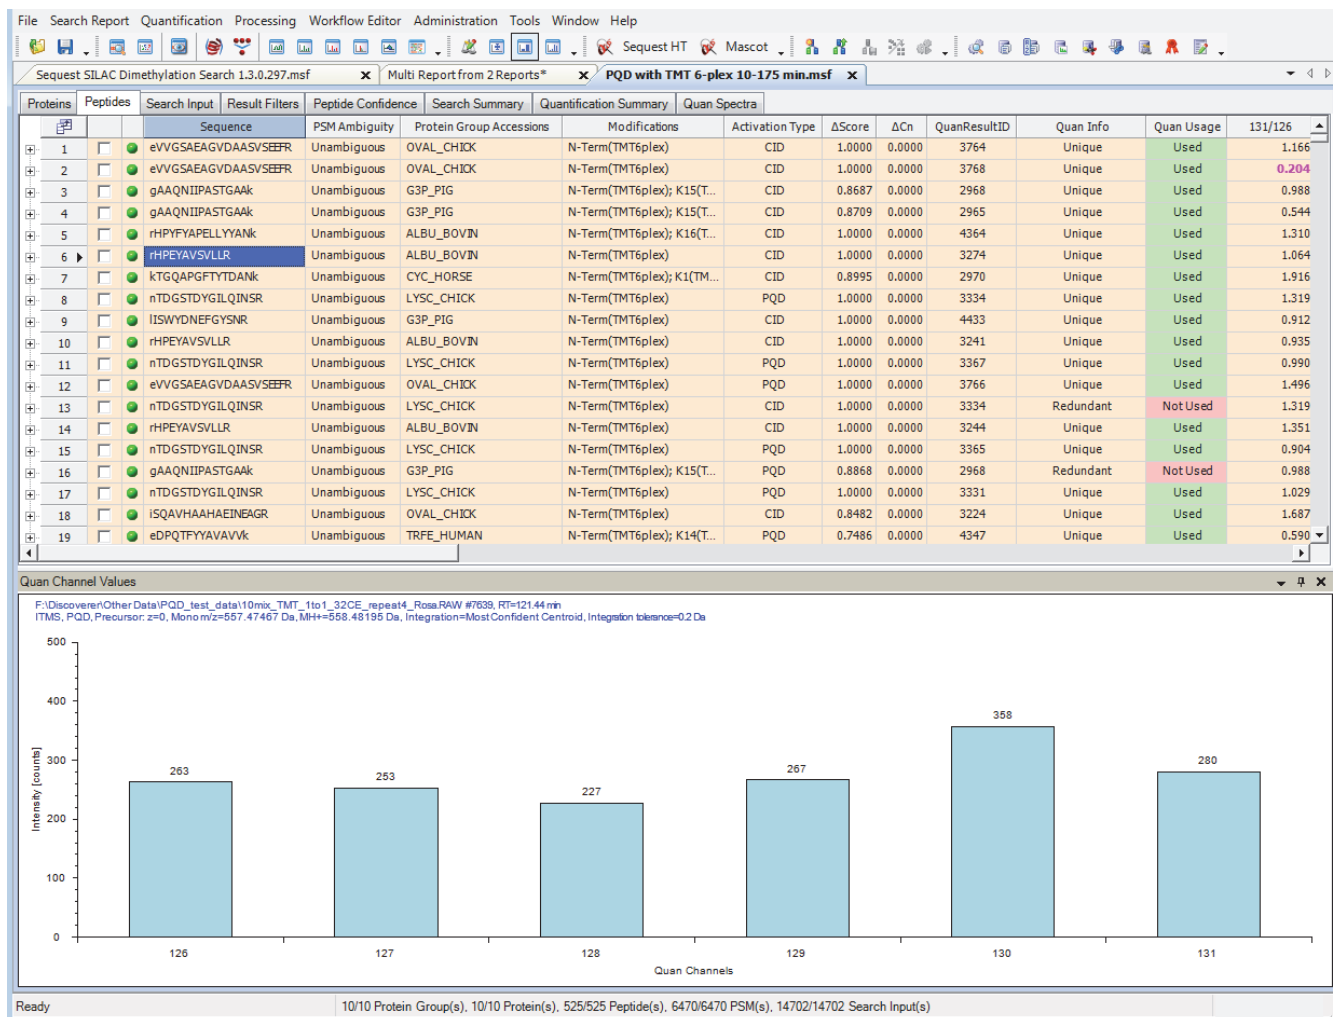 File Search Report Quantification Processing Workflow Editor Administration Tools Window Help
Sequest HT Mascot
Sequest SILAC Dimethylation Search 1.3.0.297.msf x Multi Report from 2 Reports* x PQD with TMT 6-plex 10-175 min.msf x
Proteins Peptides Search Input Result Filters Peptide Confidence Search Summary Quantification Summary Quan Spectra
Sequence PSM Ambiguity Protein Group Accessions Modifications Activation Type ΔScore ΔCn QuanResultID Quan Info Quan Usage 131/126
1 eVVGSAEAGVDAASVSEEFR Unambiguous OVAL_CHICK N-Term(TMT6plex) CID 1.0000 0.0000 3764 Unique Used 1.166
2 eVVGSAEAGVDAASVSEEFR Unambiguous OVAL_CHICK N-Term(TMT6plex) CID 1.0000 0.0000 3768 Unique Used 0.204
3 gAAQNIIPASTGAAk Unambiguous G3P_PIG N-Term(TMT6plex); K15(T... CID 0.8687 0.0000 2968 Unique Used 0.988
4 gAAQNIIPASTGAAk Unambiguous G3P_PIG N-Term(TMT6plex); K15(T... CID 0.8709 0.0000 2965 Unique Used 0.544
5 rHPYFYAPELLYYANk Unambiguous ALBU_BOVIN N-Term(TMT6plex); K16(T... CID 1.0000 0.0000 4364 Unique Used 1.310
6 rHPEYAVSVLLR Unambiguous ALBU_BOVIN N-Term(TMT6plex) CID 1.0000 0.0000 3274 Unique Used 1.064
7 kTGQAPGFTYTDANk Unambiguous CYC_HORSE N-Term(TMT6plex); K1(TM... CID 0.8995 0.0000 2970 Unique Used 1.916
8 nTDGSTDYGILQINSR Unambiguous LYSC_CHICK N-Term(TMT6plex) PQD 1.0000 0.0000 3334 Unique Used 1.319
9 lISWYDNEFGYSNR Unambiguous G3P_PIG N-Term(TMT6plex) CID 1.0000 0.0000 4433 Unique Used 0.912
10 rHPEYAVSVLLR Unambiguous ALBU_BOVIN N-Term(TMT6plex) CID 1.0000 0.0000 3241 Unique Used 0.935
11 nTDGSTDYGILQINSR Unambiguous LYSC_CHICK N-Term(TMT6plex) PQD 1.0000 0.0000 3367 Unique Used 0.990
12 eVVGSAEAGVDAASVSEEFR Unambiguous OVAL_CHICK N-Term(TMT6plex) PQD 1.0000 0.0000 3766 Unique Used 1.496
13 nTDGSTDYGILQINSR Unambiguous LYSC_CHICK N-Term(TMT6plex) CID 1.0000 0.0000 3334 Redundant Not Used 1.319
14 rHPEYAVSVLLR Unambiguous ALBU_BOVIN N-Term(TMT6plex) PQD 1.0000 0.0000 3244 Unique Used 1.351
15 nTDGSTDYGILQINSR Unambiguous LYSC_CHICK N-Term(TMT6plex) PQD 1.0000 0.0000 3365 Unique Used 0.904
16 gAAQNIIPASTGAAk Unambiguous G3P_PIG N-Term(TMT6plex); K15(T... PQD 0.8868 0.0000 2968 Redundant Not Used 0.988
17 nTDGSTDYGILQINSR Unambiguous LYSC_CHICK N-Term(TMT6plex) PQD 1.0000 0.0000 3331 Unique Used 1.029
18 iSQAVHAAHAEINEAGR Unambiguous OVAL_CHICK N-Term(TMT6plex) CID 0.8482 0.0000 3224 Unique Used 1.687
19 eDPQTFYYAVAVVk Unambiguous TRFE_HUMAN N-Term(TMT6plex); K14(T... PQD 0.7486 0.0000 4347 Unique Used 0.590
Quan Channel Values
F:\Discoverer\Other Data\PQD_test_data\10mix_TMT_1to1_32CE_repeat4_Rosa.RAW #7639, RT=121.44 min
ITMS, PQD, Precursor: z=0, Mono m/z=557.47467 Da, MH+=558.48195 Da, Integration=Most Confident Centroid, Integration tolerance=0.2 Da
500
400
300
200
100
0
Intensity [counts]
263 253 227 267 358 280
126 127 128 129 130 131
Quan Channels
Ready 10/10 Protein Group(s), 10/10 Protein(s), 525/525 Peptide(s), 6470/6470 PSM(s), 14702/14702 Search Input(s)